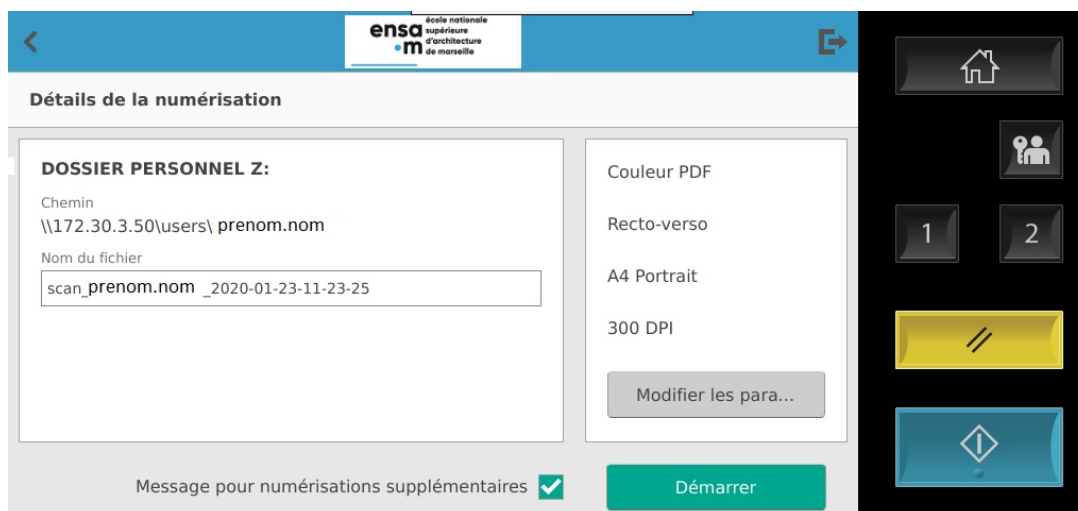 ensa
•m
école nationale
supérieure
d'architecture
de marseille
Détails de la numérisation
DOSSIER PERSONNEL Z:
Chemin
\\172.30.3.50\users\ prenom.nom
Nom du fichier
scan_prenom.nom _2020-01-23-11-23-25
Couleur PDF
Recto-verso
A4 Portrait
300 DPI
Modifier les para...
Message pour numérisations supplémentaires
Démarrer
1
2